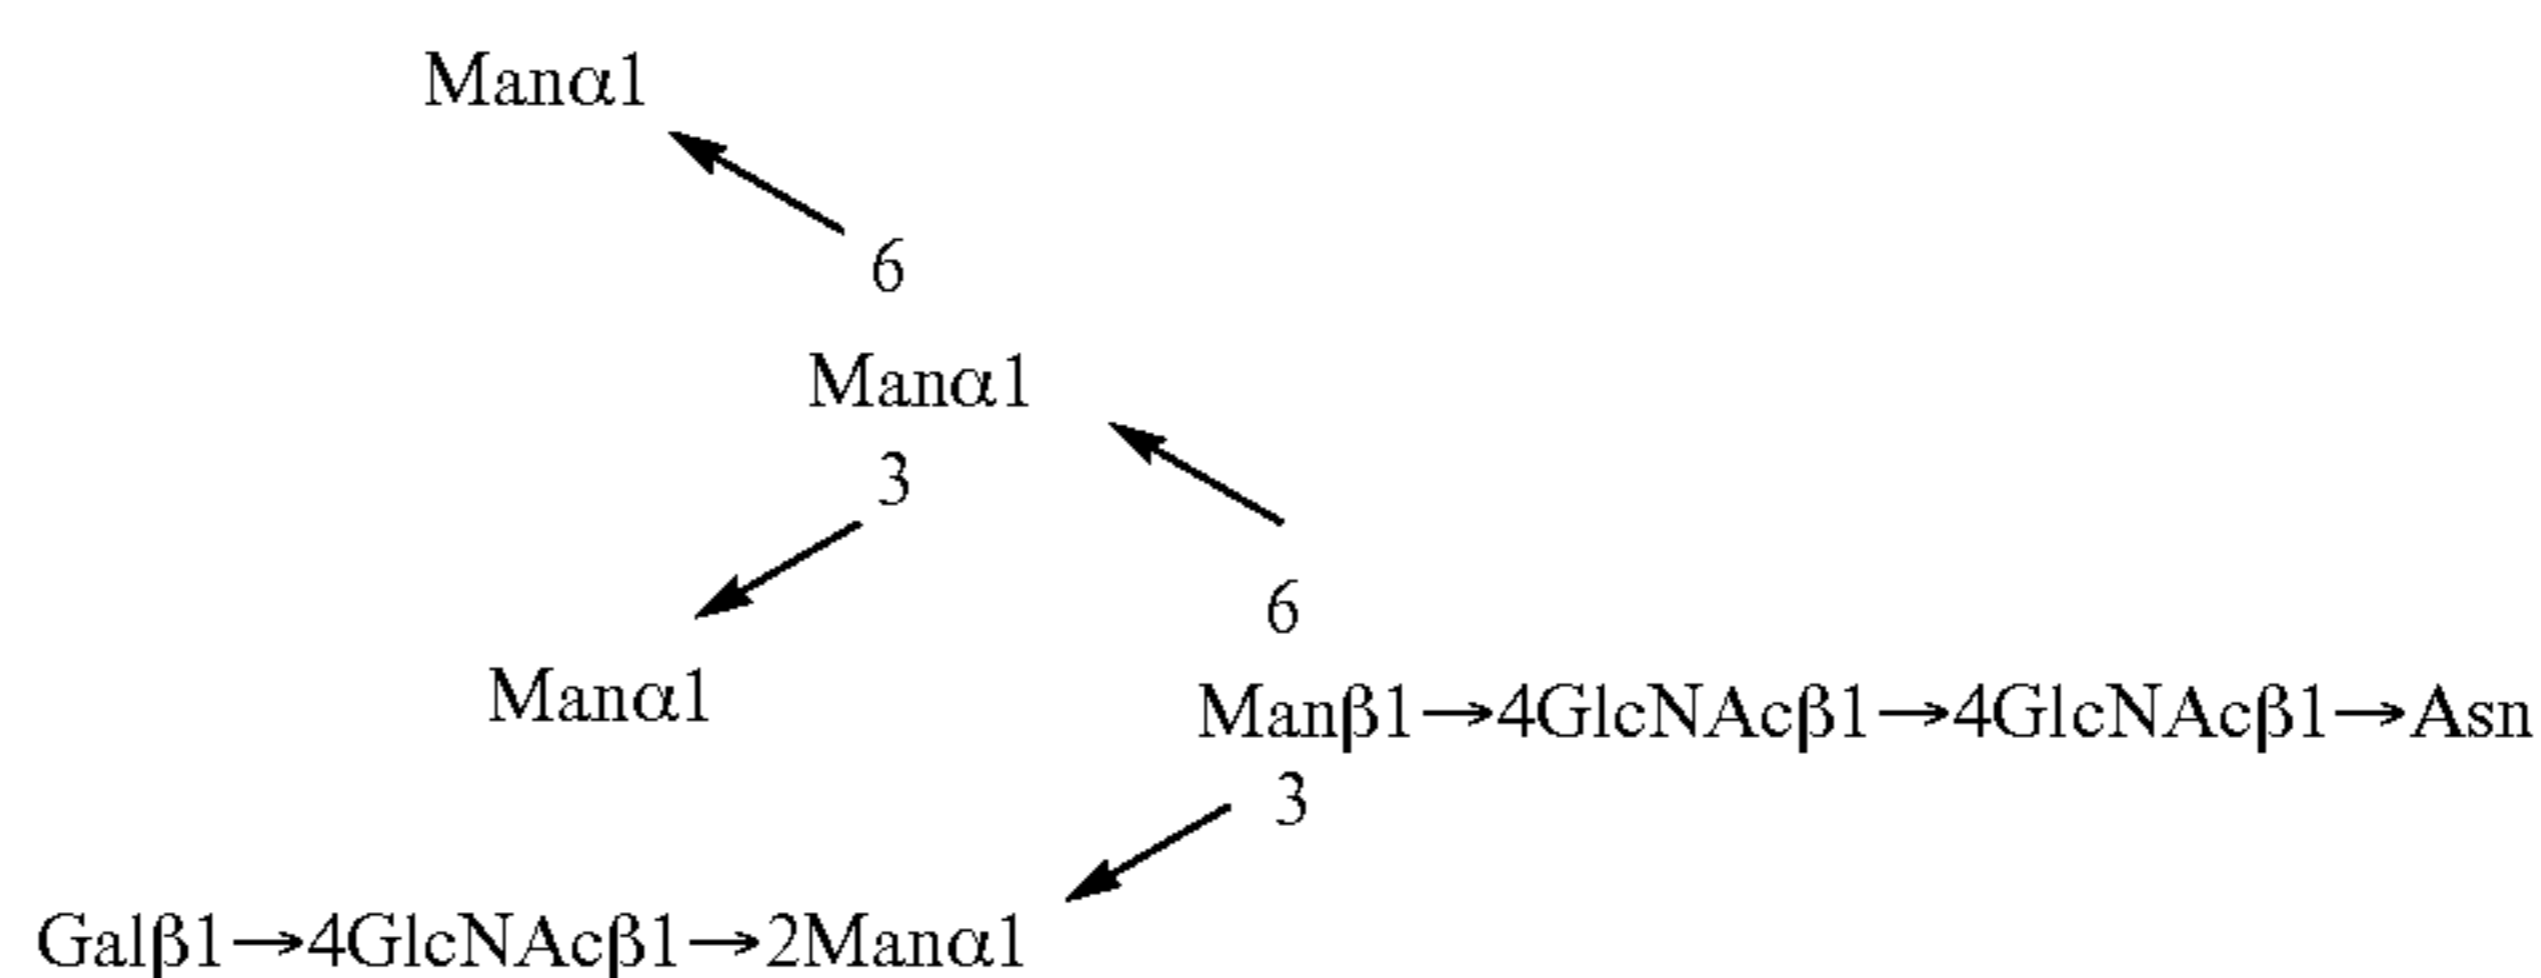 Manα1
6
Manα1
3
6
Manα1
Manβ1→4GlcNAcβ1→4GlcNAcβ1→Asn
3
Galβ1→4GlcNAcβ1→2Manα1